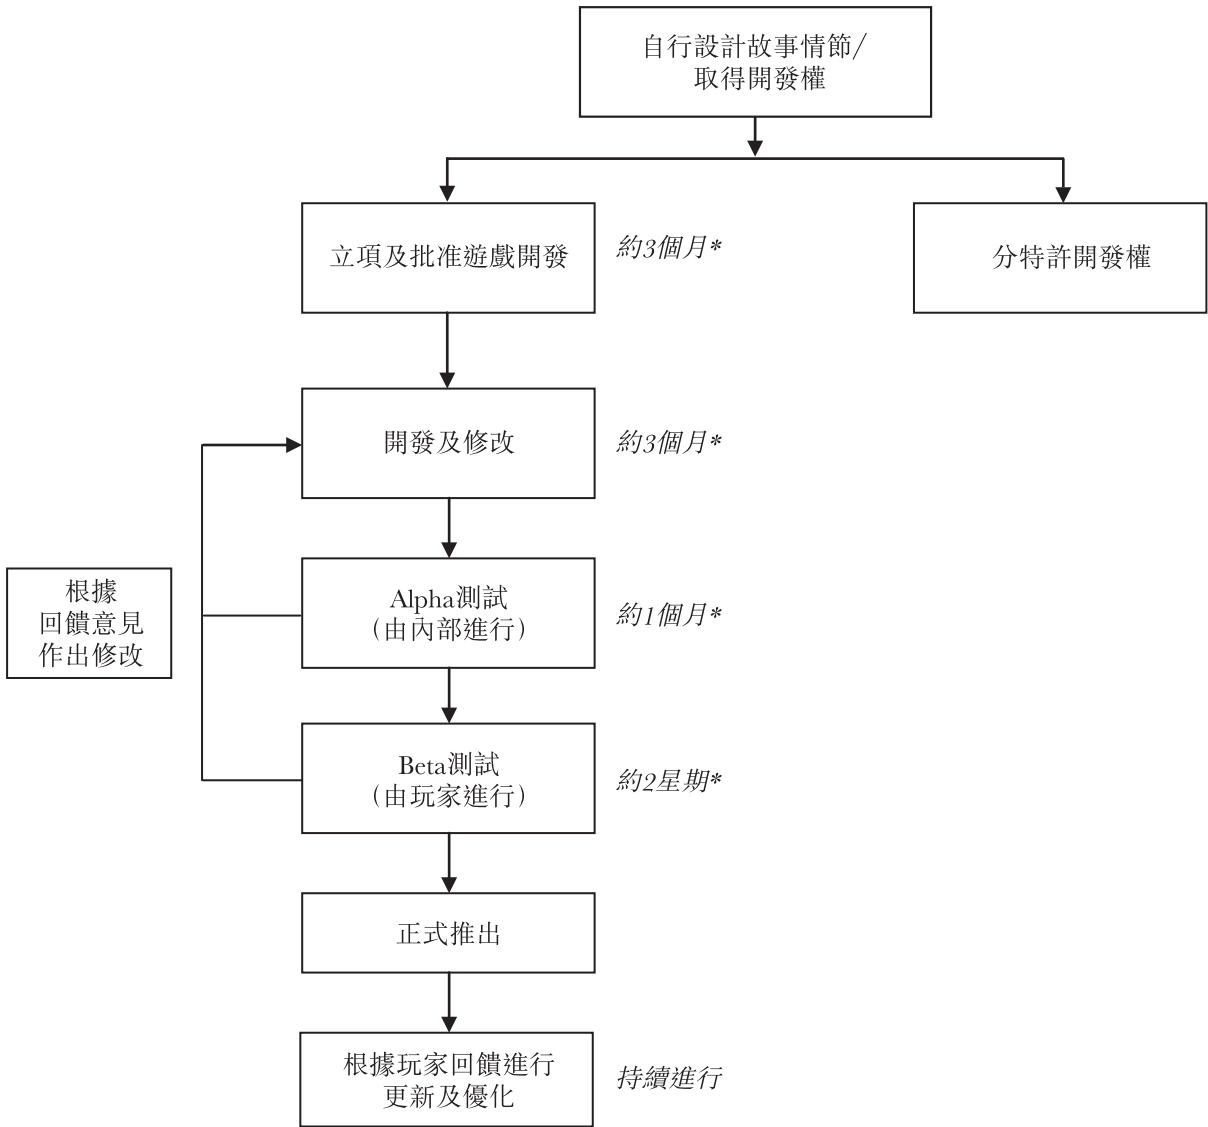 自行設計故事情節/
取得開發權
立項及批准遊戲開發
約3個月*
分特許開發權
開發及修改
約3個月*
根據
回饋意見
作出修改
Alpha測試
(由內部進行)
約1個月*
Beta測試
(由玩家進行)
約2星期*
正式推出
根據玩家回饋進行
更新及優化
持續進行